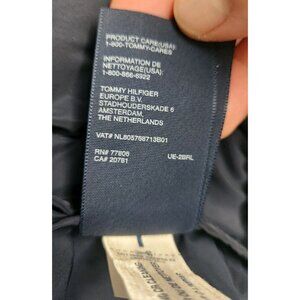 PRODUCT CARE(USA):
1-800-TOMMY-CARES
INFORMATION DE
NETTOYAGE(USA):
1-800-866-6922
TOMMY HILFIGER
EUROPE B.V.
STADHOUDERSKADE 6
AMSTERDAM,
THE NETHERLANDS
VAT# NL805768713B01
RN# 77806 UE-2BRL
CA# 20781